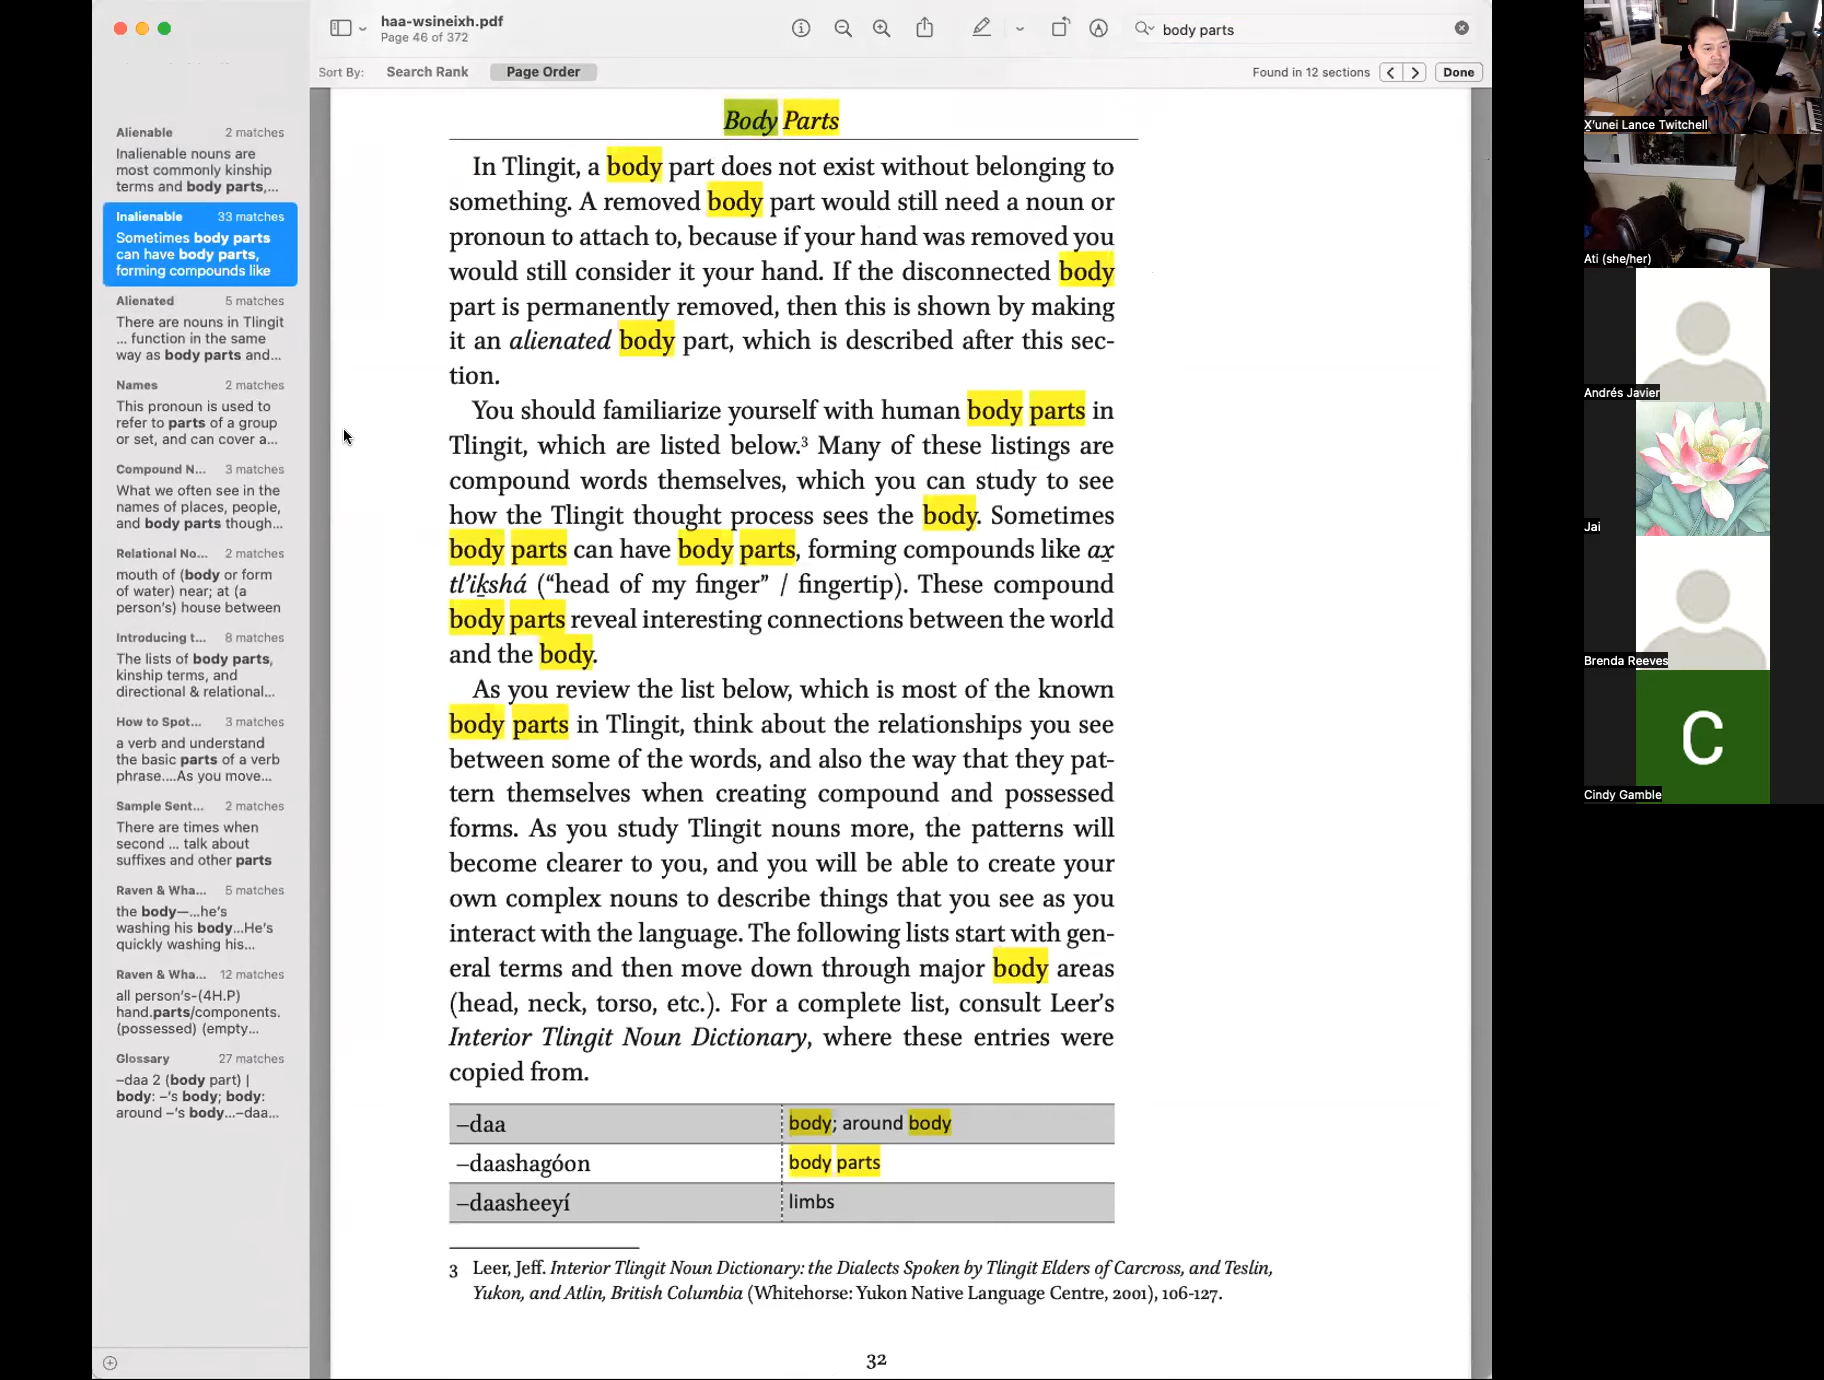 haa-wsineixh.pdf
Page 46 of 372
body parts
Sort By: Search Rank Page Order
Found in 12 sections Done
Alienable 2 matches
Inalienable nouns are
most commonly kinship
terms and body parts,...
Inalienable 33 matches
Sometimes body parts
can have body parts,
forming compounds like
Alienated 5 matches
There are nouns in Tlingit
... function in the same
way as body parts and...
Names 2 matches
This pronoun is used to
refer to parts of a group
or set, and can cover a...
Compound N... 3 matches
What we often see in the
names of places, people,
and body parts though...
Relational No... 2 matches
mouth of (body or form
of water) near; at (a
person's) house between
Introducing t... 8 matches
The lists of body parts,
kinship terms, and
directional & relational...
How to Spot... 3 matches
a verb and understand
the basic parts of a verb
phrase....As you move...
Sample Sent... 2 matches
There are times when
second ... talk about
suffixes and other parts
Raven & Wha... 5 matches
the body—...he's
washing his body...He's
quickly washing his...
Raven & Wha... 12 matches
all person's-(4H.P)
hand.parts/components.
(possessed) (empty...
Glossary 27 matches
–daa 2 (body part) |
body: –'s body; body:
around –'s body...–daa...
Body Parts
In Tlingit, a body part does not exist without belonging to
something. A removed body part would still need a noun or
pronoun to attach to, because if your hand was removed you
would still consider it your hand. If the disconnected body
part is permanently removed, then this is shown by making
it an alienated body part, which is described after this sec-
tion.
You should familiarize yourself with human body parts in
Tlingit, which are listed below.³ Many of these listings are
compound words themselves, which you can study to see
how the Tlingit thought process sees the body. Sometimes
body parts can have body parts, forming compounds like ax̱
tl'iḵshá (“head of my finger” / fingertip). These compound
body parts reveal interesting connections between the world
and the body.
As you review the list below, which is most of the known
body parts in Tlingit, think about the relationships you see
between some of the words, and also the way that they pat-
tern themselves when creating compound and possessed
forms. As you study Tlingit nouns more, the patterns will
become clearer to you, and you will be able to create your
own complex nouns to describe things that you see as you
interact with the language. The following lists start with gen-
eral terms and then move down through major body areas
(head, neck, torso, etc.). For a complete list, consult Leer's
Interior Tlingit Noun Dictionary, where these entries were
copied from.
–daa body; around body
–daashagóon body parts
–daasheeyí limbs
3 Leer, Jeff. Interior Tlingit Noun Dictionary: the Dialects Spoken by Tlingit Elders of Carcross, and Teslin,
Yukon, and Atlin, British Columbia (Whitehorse: Yukon Native Language Centre, 2001), 106-127.
32
X̱'unei Lance Twitchell
Ati (she/her)
Andrés Javier
Jai
Brenda Reeves
C
Cindy Gamble